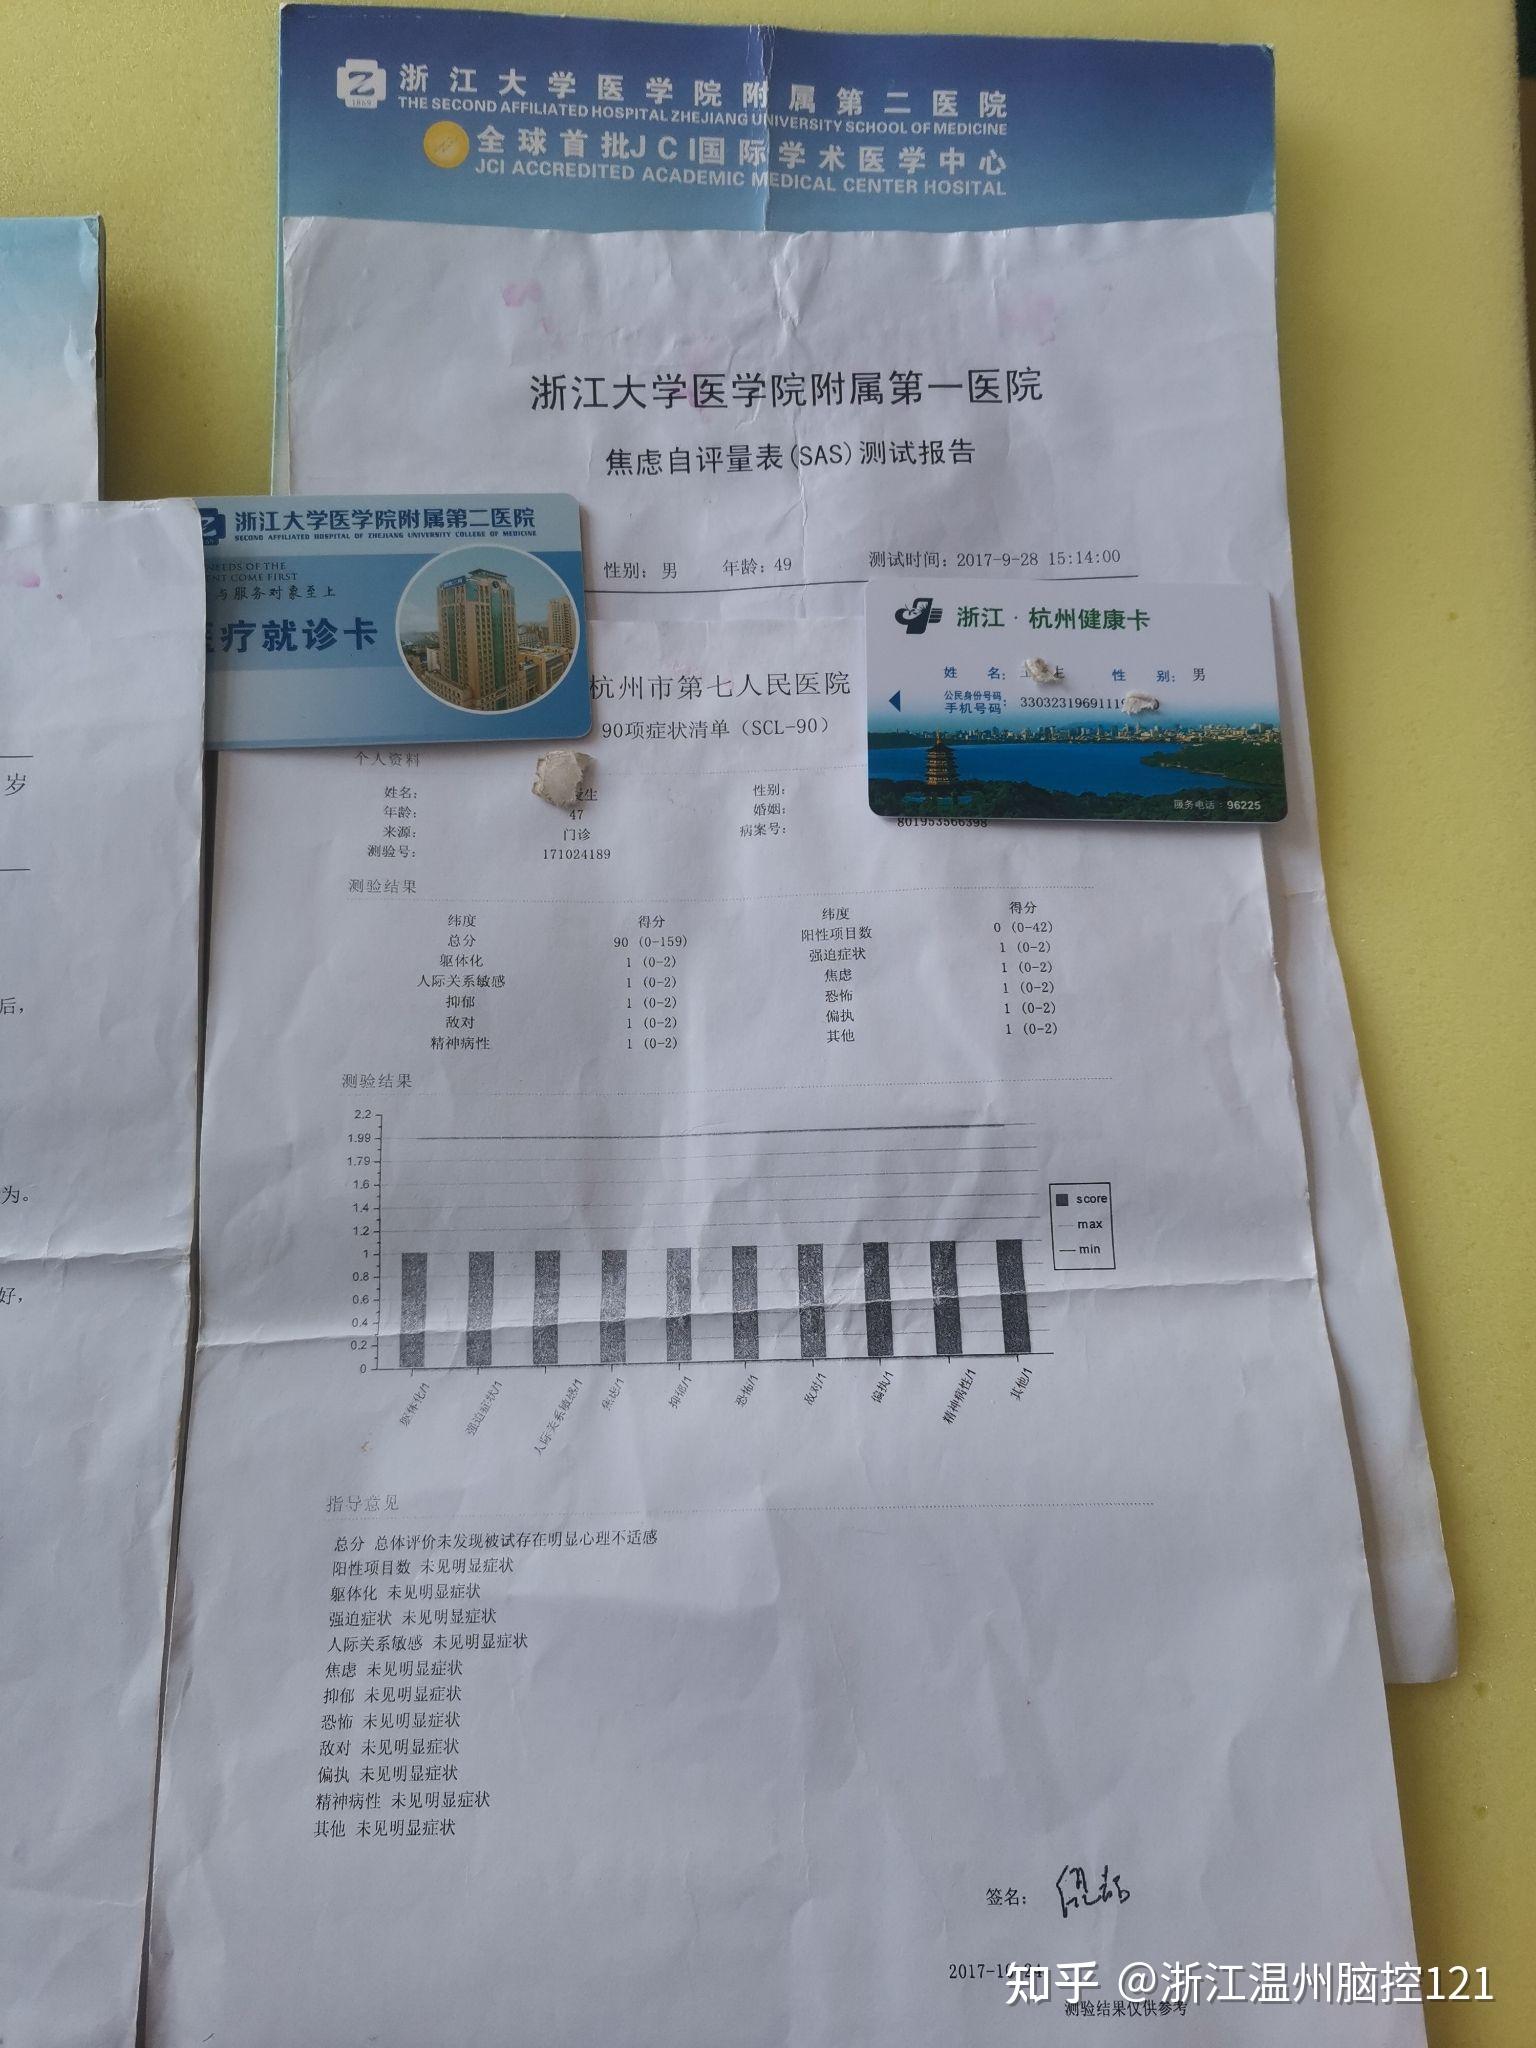 浙江大学医学院附属第二医院
THE SECOND AFFILIATED HOSPITAL ZHEJIANG UNIVERSITY SCHOOL OF MEDICINE
全球首批JCI国际学术医学中心
JCI ACCREDITED ACADEMIC MEDICAL CENTER HOSITAL
1869
浙江大学医学院附属第一医院
焦虑自评量表(SAS)测试报告
性别：男 年龄：49 测试时间：2017-9-28 15:14:00
浙江大学医学院附属第二医院
SECOND AFFILIATED HOSPITAL OF ZHEJIANG UNIVERSITY COLLEGE OF MEDICINE
NEEDS OF THE
COME FIRST
与服务对象至上
疗就诊卡
浙江·杭州健康卡
姓 名： 性 别：男
公民身份号码：
手机号码：
服务电话：96225
岁
后，
为。
好，
杭州市第七人民医院
90项症状清单（SCL-90）
个人资料
姓名： 生 性别：
年龄： 47 婚姻：
来源： 门诊 病案号： 801953566398
测验号： 171024189
测验结果
纬度 得分 纬度 得分
总分 90 (0-159) 阳性项目数 0 (0-42)
躯体化 1 (0-2) 强迫症状 1 (0-2)
人际关系敏感 1 (0-2) 焦虑 1 (0-2)
抑郁 1 (0-2) 恐怖 1 (0-2)
敌对 1 (0-2) 偏执 1 (0-2)
精神病性 1 (0-2) 其他 1 (0-2)
测验结果
2.2
1.99
1.79
1.6
1.4
1.2
1
0.8
0.6
0.4
0.2
0
score
max
min
躯体化/1 强迫症状/1 人际关系敏感/1 焦虑/1 抑郁/1 恐怖/1 敌对/1 偏执/1 精神病性/1 其他/1
指导意见
总分 总体评价未发现被试存在明显心理不适感
阳性项目数 未见明显症状
躯体化 未见明显症状
强迫症状 未见明显症状
人际关系敏感 未见明显症状
焦虑 未见明显症状
抑郁 未见明显症状
恐怖 未见明显症状
敌对 未见明显症状
偏执 未见明显症状
精神病性 未见明显症状
其他 未见明显症状
签名：
2017-10-24
知乎 @浙江温州脑控121
测验结果仅供参考